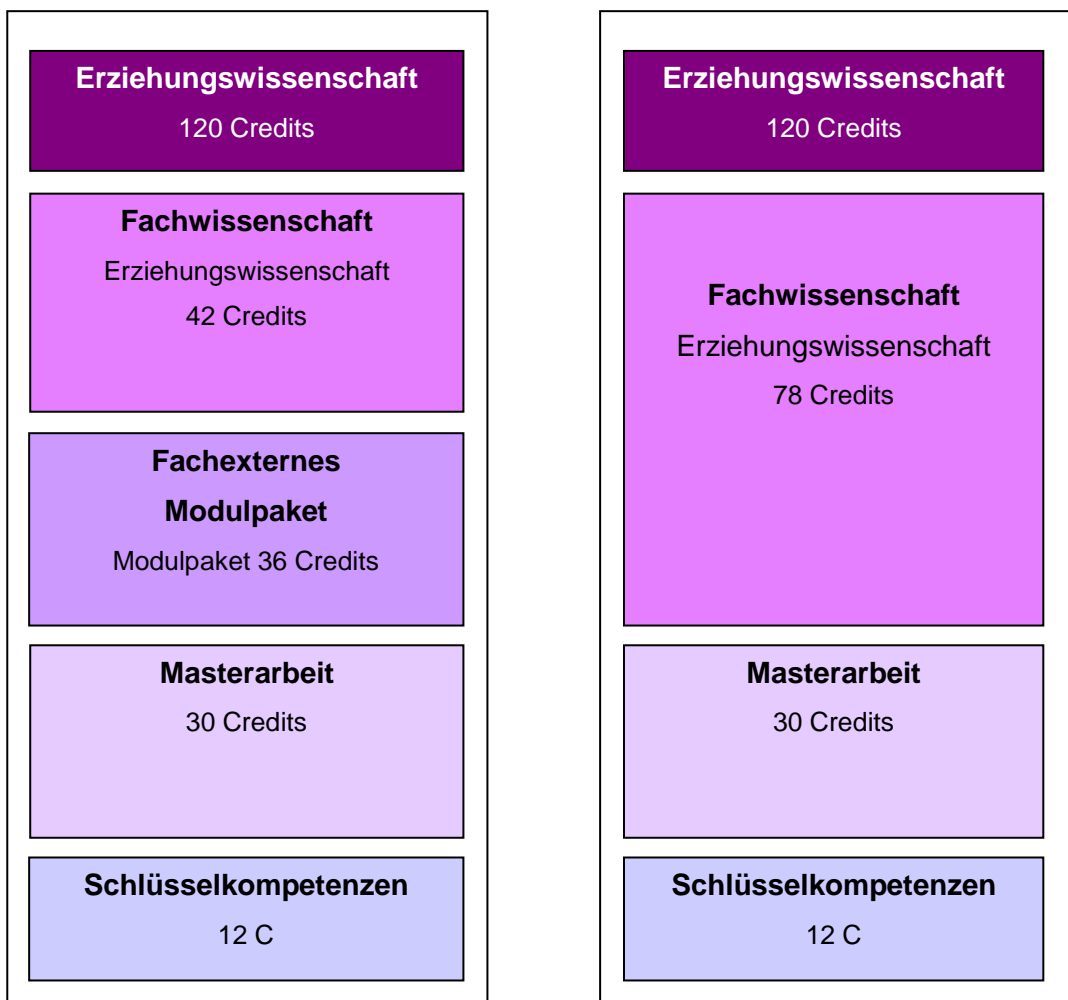 Erziehungswissenschaft
120 Credits
Fachwissenschaft
Erziehungswissenschaft
42 Credits
Fachexternes
Modulpaket
Modulpaket 36 Credits
Masterarbeit
30 Credits
Schlüsselkompetenzen
12 C
Erziehungswissenschaft
120 Credits
Fachwissenschaft
Erziehungswissenschaft
78 Credits
Masterarbeit
30 Credits
Schlüsselkompetenzen
12 C